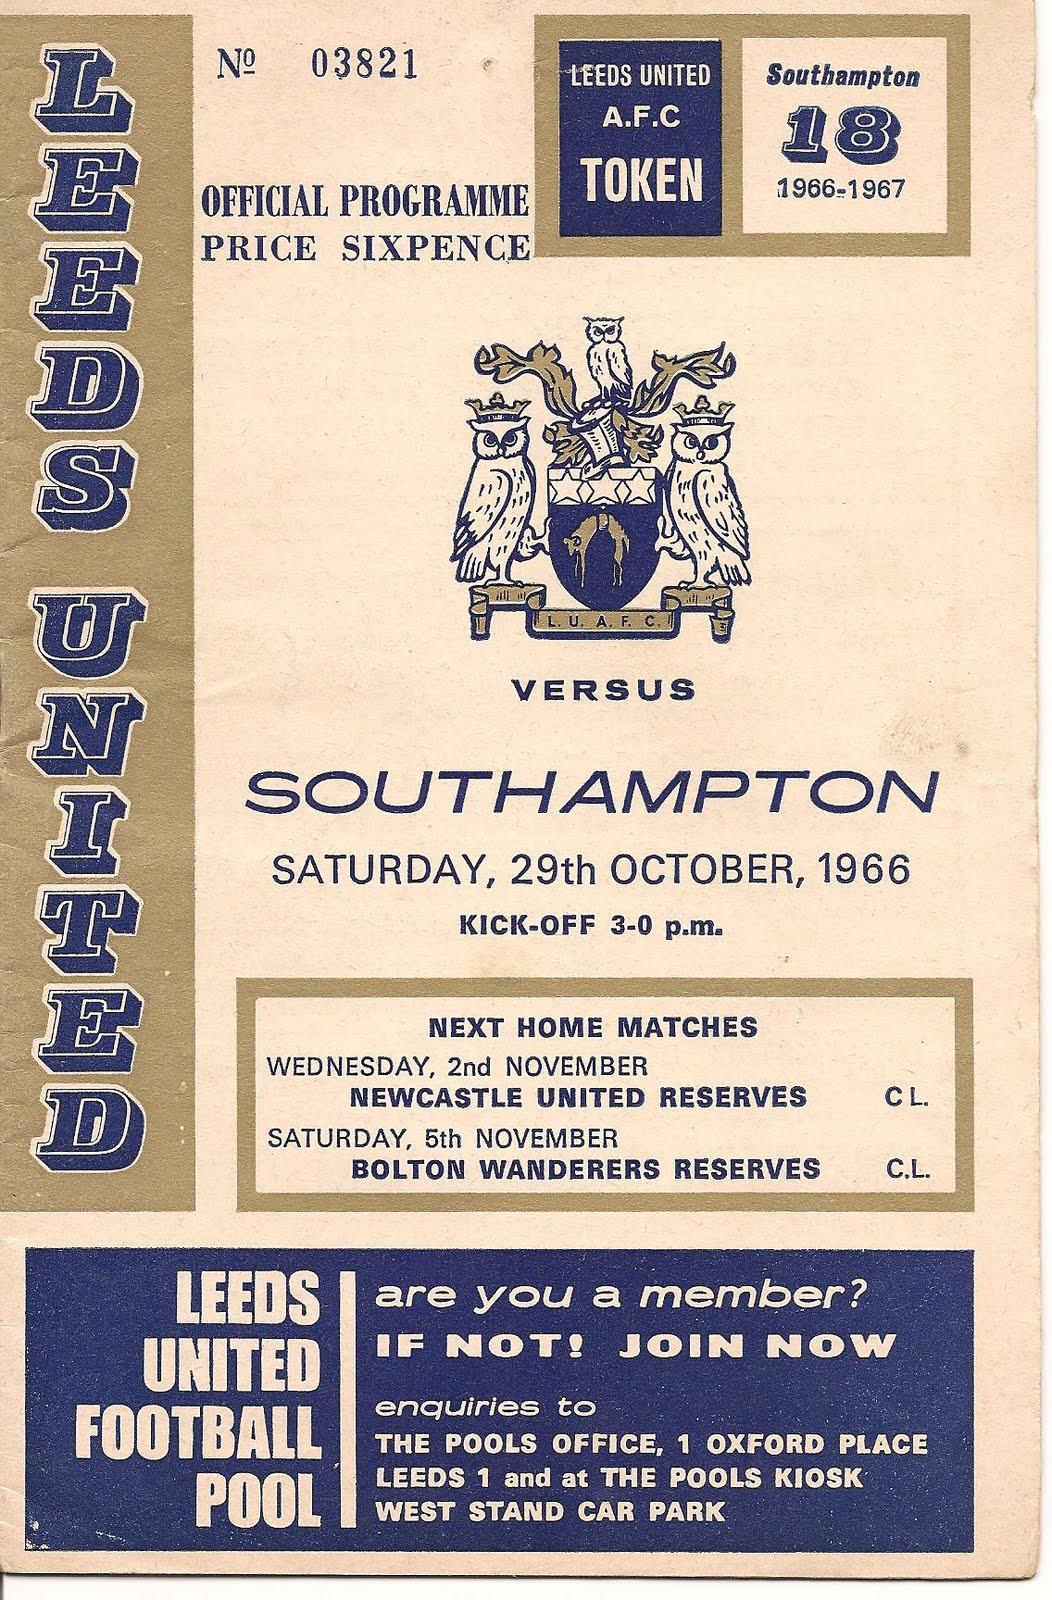 LEEDS UNITED
Nº 03821
OFFICIAL PROGRAMME
PRICE SIXPENCE
LEEDS UNITED
A.F.C
TOKEN
Southampton
18
1966-1967
L. U. A. F. C.
VERSUS
SOUTHAMPTON
SATURDAY, 29th OCTOBER, 1966
KICK-OFF 3-0 p.m.
NEXT HOME MATCHES
WEDNESDAY, 2nd NOVEMBER
NEWCASTLE UNITED RESERVES C L.
SATURDAY, 5th NOVEMBER
BOLTON WANDERERS RESERVES C.L.
LEEDS
UNITED
FOOTBALL
POOL
are you a member?
IF NOT! JOIN NOW
enquiries to
THE POOLS OFFICE, 1 OXFORD PLACE
LEEDS 1 and at THE POOLS KIOSK
WEST STAND CAR PARK